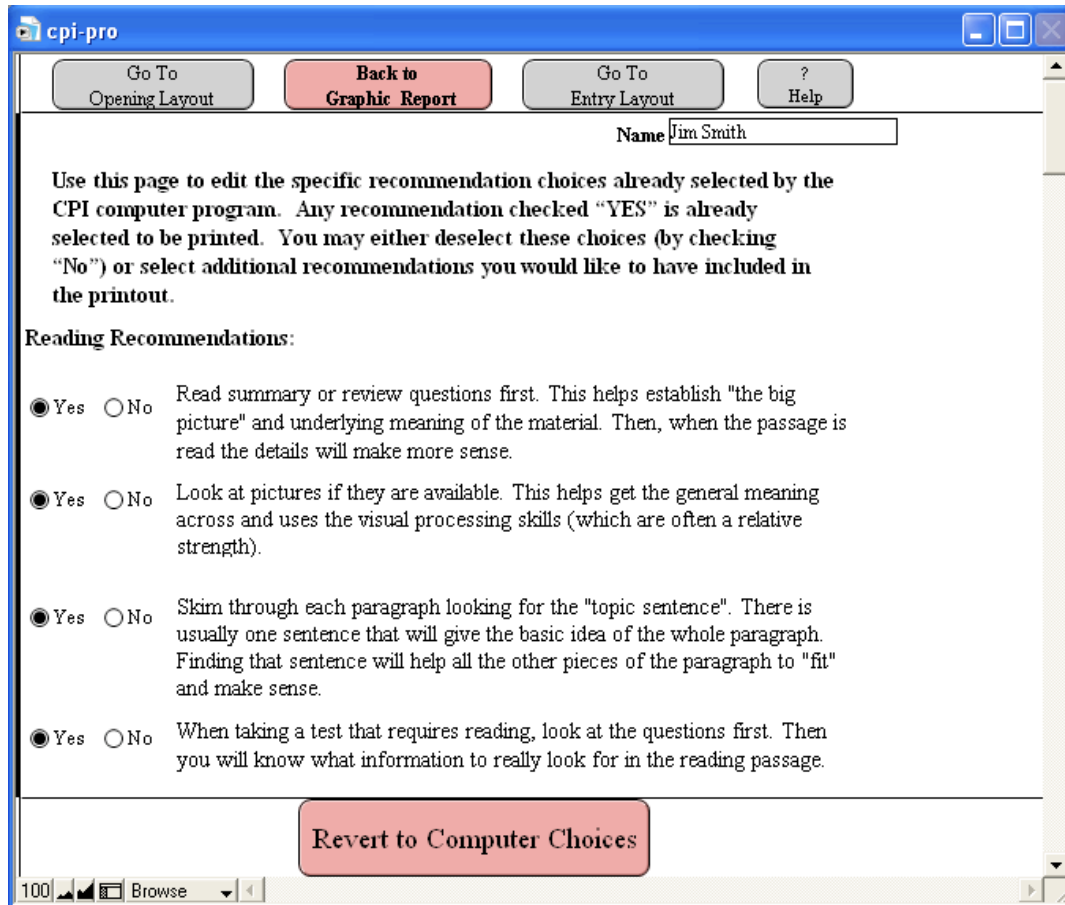 cpi-pro
Go To
Opening Layout
Back to
Graphic Report
Go To
Entry Layout
?
Help
Name Jim Smith
Use this page to edit the specific recommendation choices already selected by the
CPI computer program.  Any recommendation checked “YES” is already
selected to be printed.  You may either deselect these choices (by checking
“No”) or select additional recommendations you would like to have included in
the printout.
Reading Recommendations:
Yes No Read summary or review questions first. This helps establish "the big
picture" and underlying meaning of the material. Then, when the passage is
read the details will make more sense.
Yes No Look at pictures if they are available. This helps get the general meaning
across and uses the visual processing skills (which are often a relative
strength).
Yes No Skim through each paragraph looking for the "topic sentence". There is
usually one sentence that will give the basic idea of the whole paragraph.
Finding that sentence will help all the other pieces of the paragraph to "fit"
and make sense.
Yes No When taking a test that requires reading, look at the questions first. Then
you will know what information to really look for in the reading passage.
Revert to Computer Choices
100 Browse